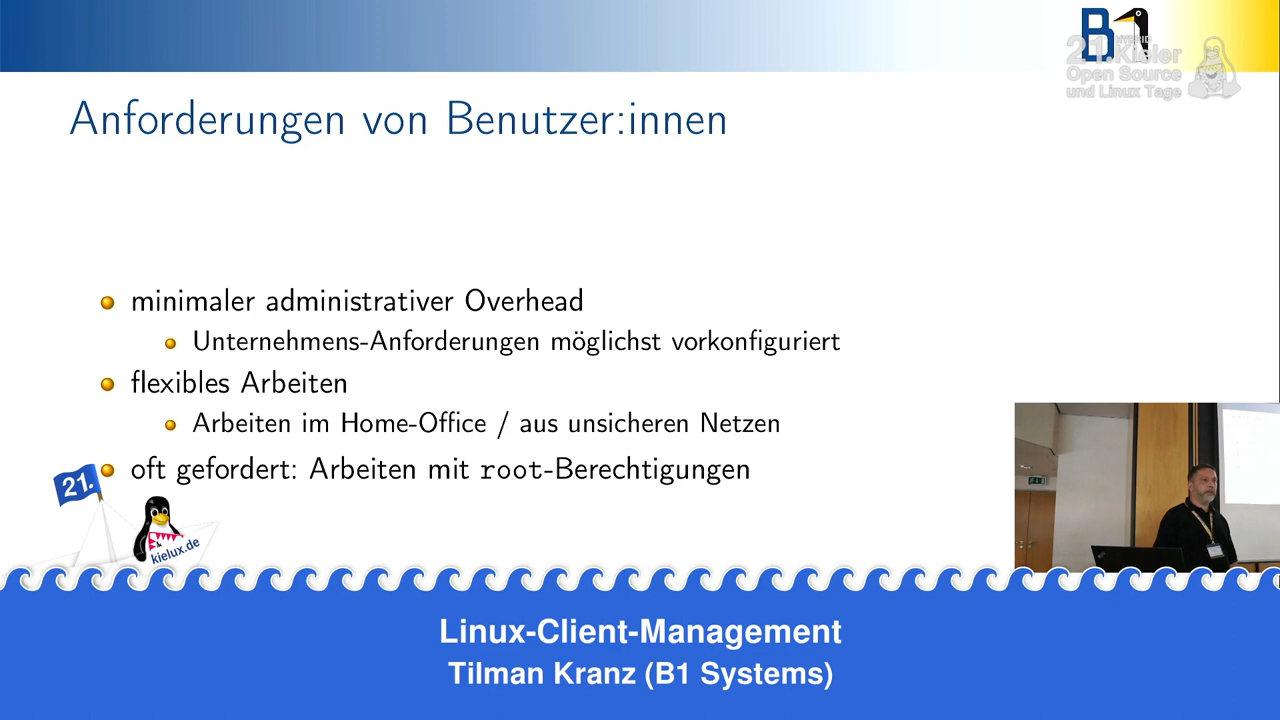 B1
HYBRID
21. Kieler
Open Source
und Linux Tage
Anforderungen von Benutzer:innen
minimaler administrativer Overhead
Unternehmens-Anforderungen möglichst vorkonfiguriert
flexibles Arbeiten
Arbeiten im Home-Office / aus unsicheren Netzen
oft gefordert: Arbeiten mit root-Berechtigungen
21.
kielux.de
Linux-Client-Management
Tilman Kranz (B1 Systems)